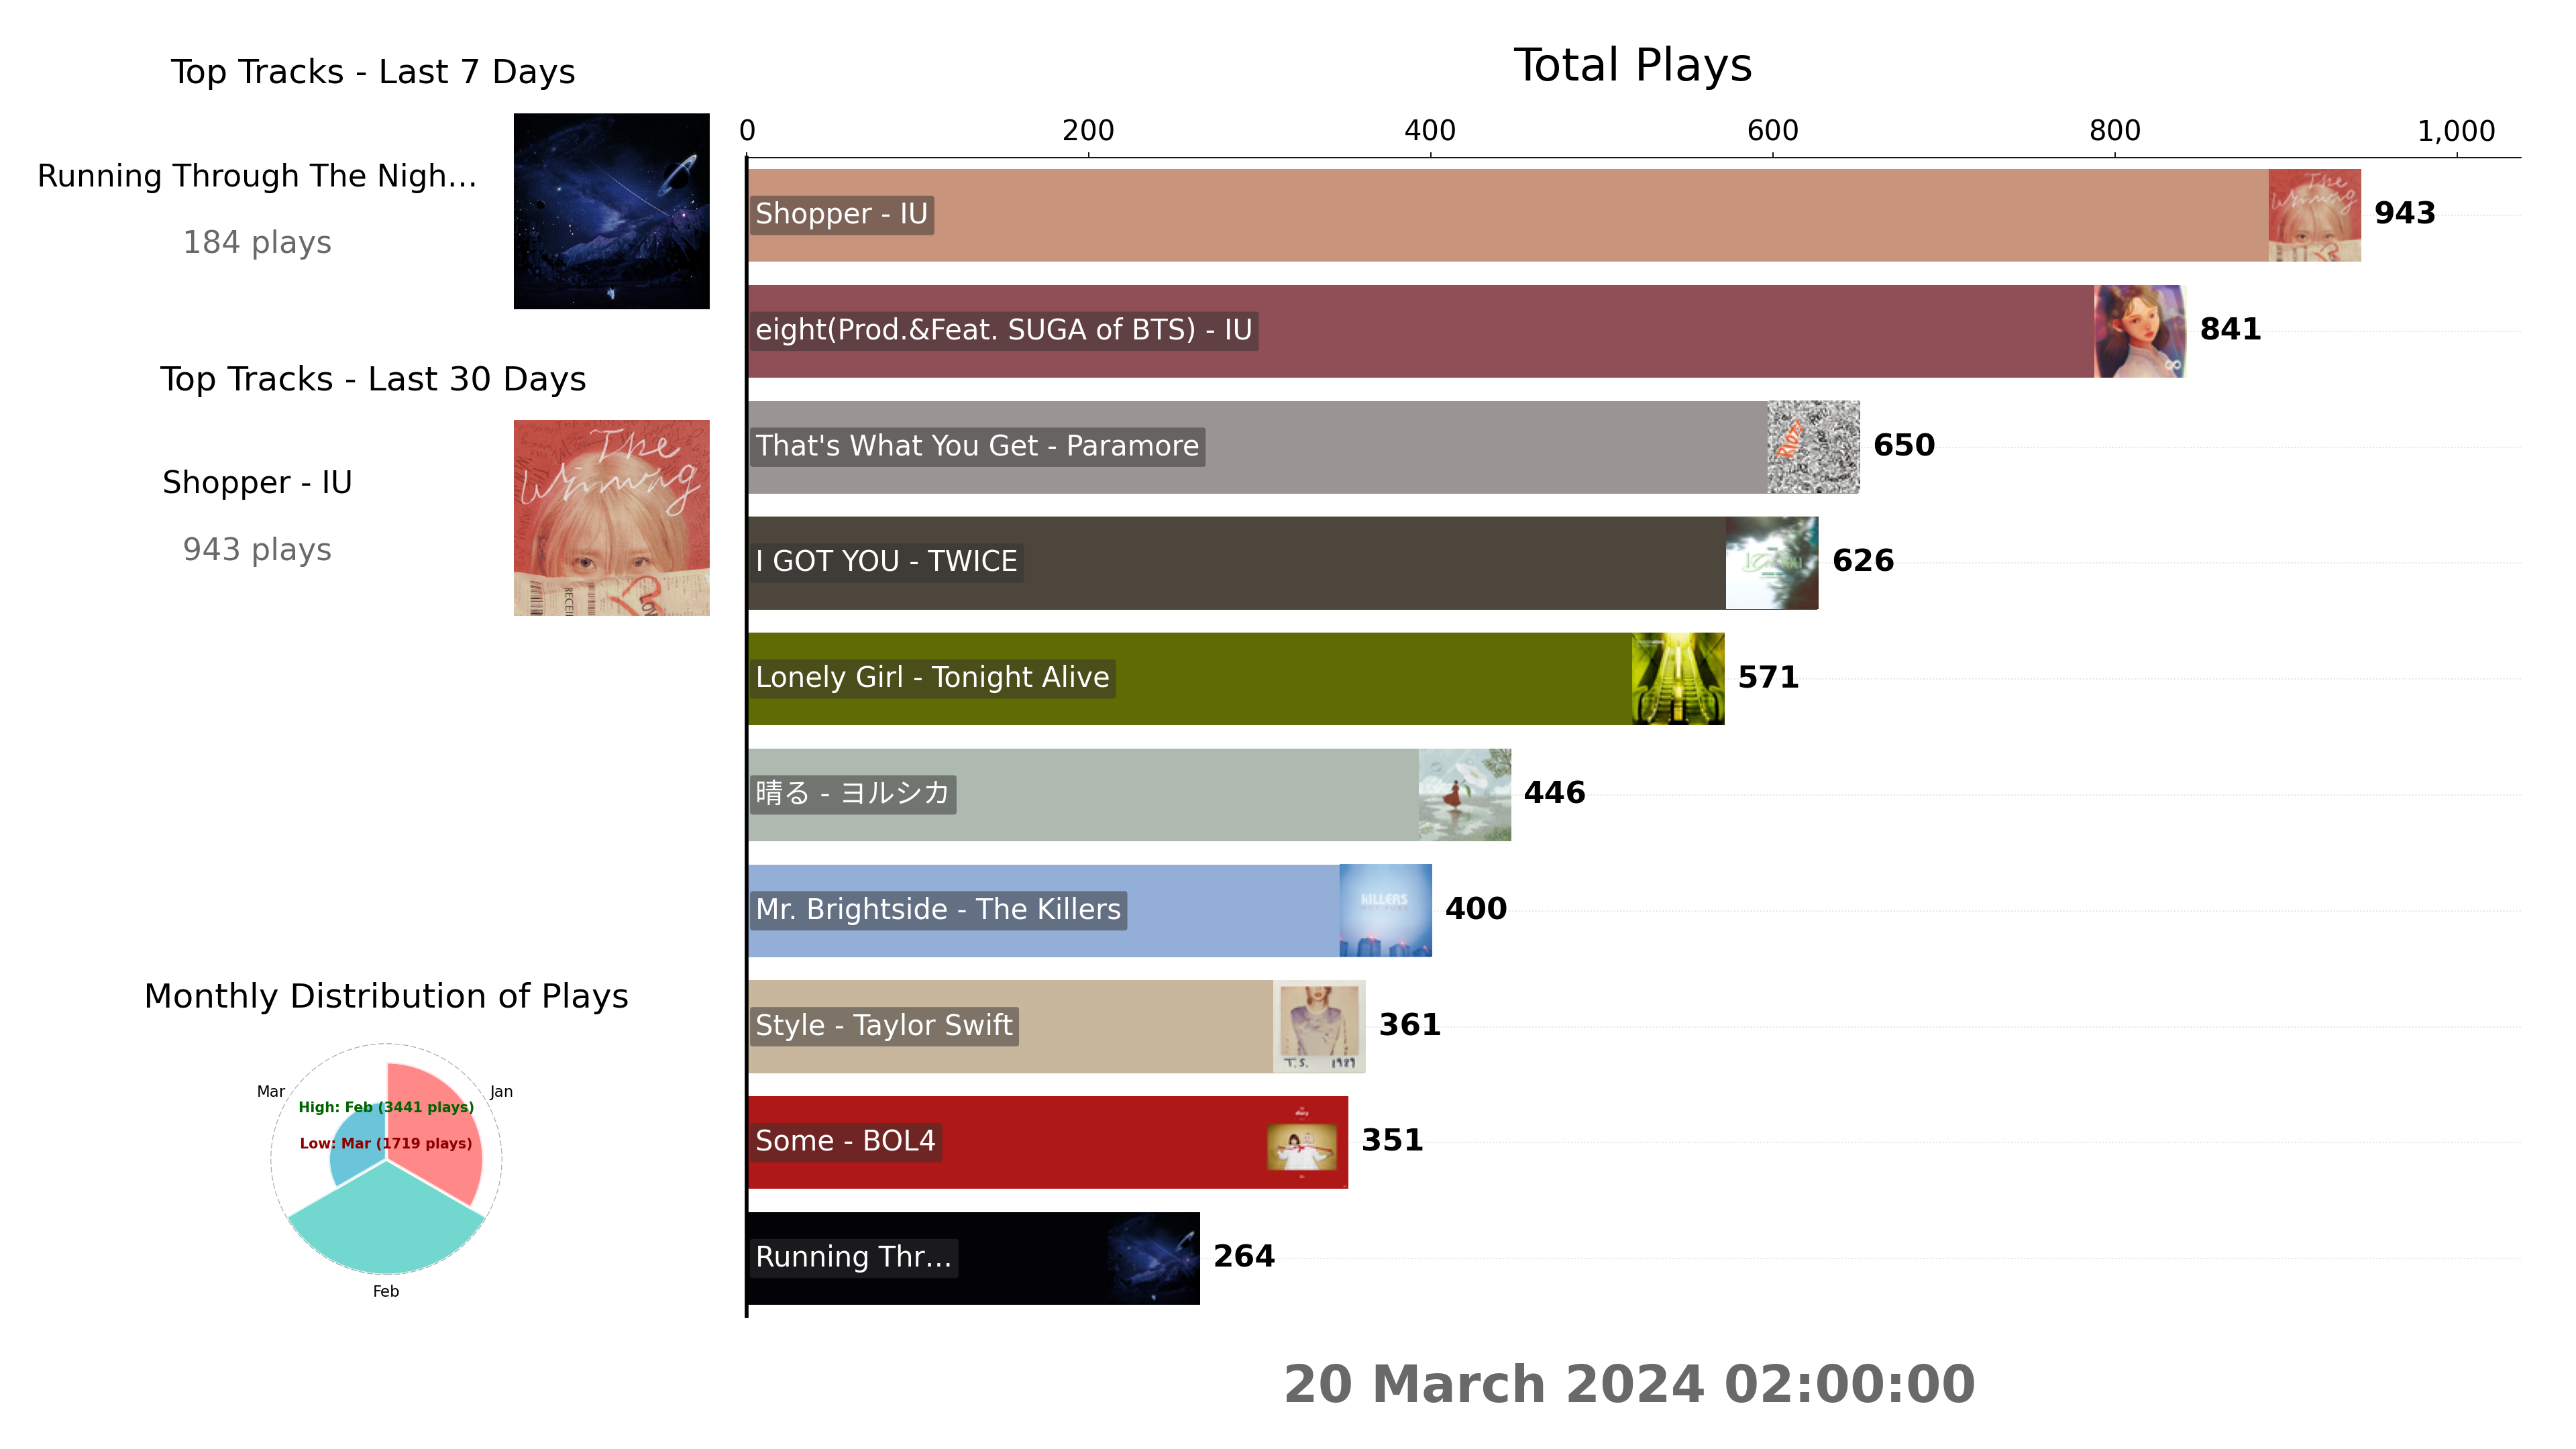 Top Tracks - Last 7 Days
Running Through The Nigh...
184 plays
Top Tracks - Last 30 Days
Shopper - IU
943 plays
The
Winning
Monthly Distribution of Plays
Mar
Jan
High: Feb (3441 plays)
Low: Mar (1719 plays)
Feb
Total Plays
0 200 400 600 800 1,000
Shopper - IU 943
eight(Prod.&Feat. SUGA of BTS) - IU 841
That's What You Get - Paramore RIOT! 650
I GOT YOU - TWICE 626
Lonely Girl - Tonight Alive 571
晴る - ヨルシカ 446
Mr. Brightside - The Killers KILLERS 400
Style - Taylor Swift T.S. 1989 361
Some - BOL4 351
Running Thr... 264
20 March 2024 02:00:00